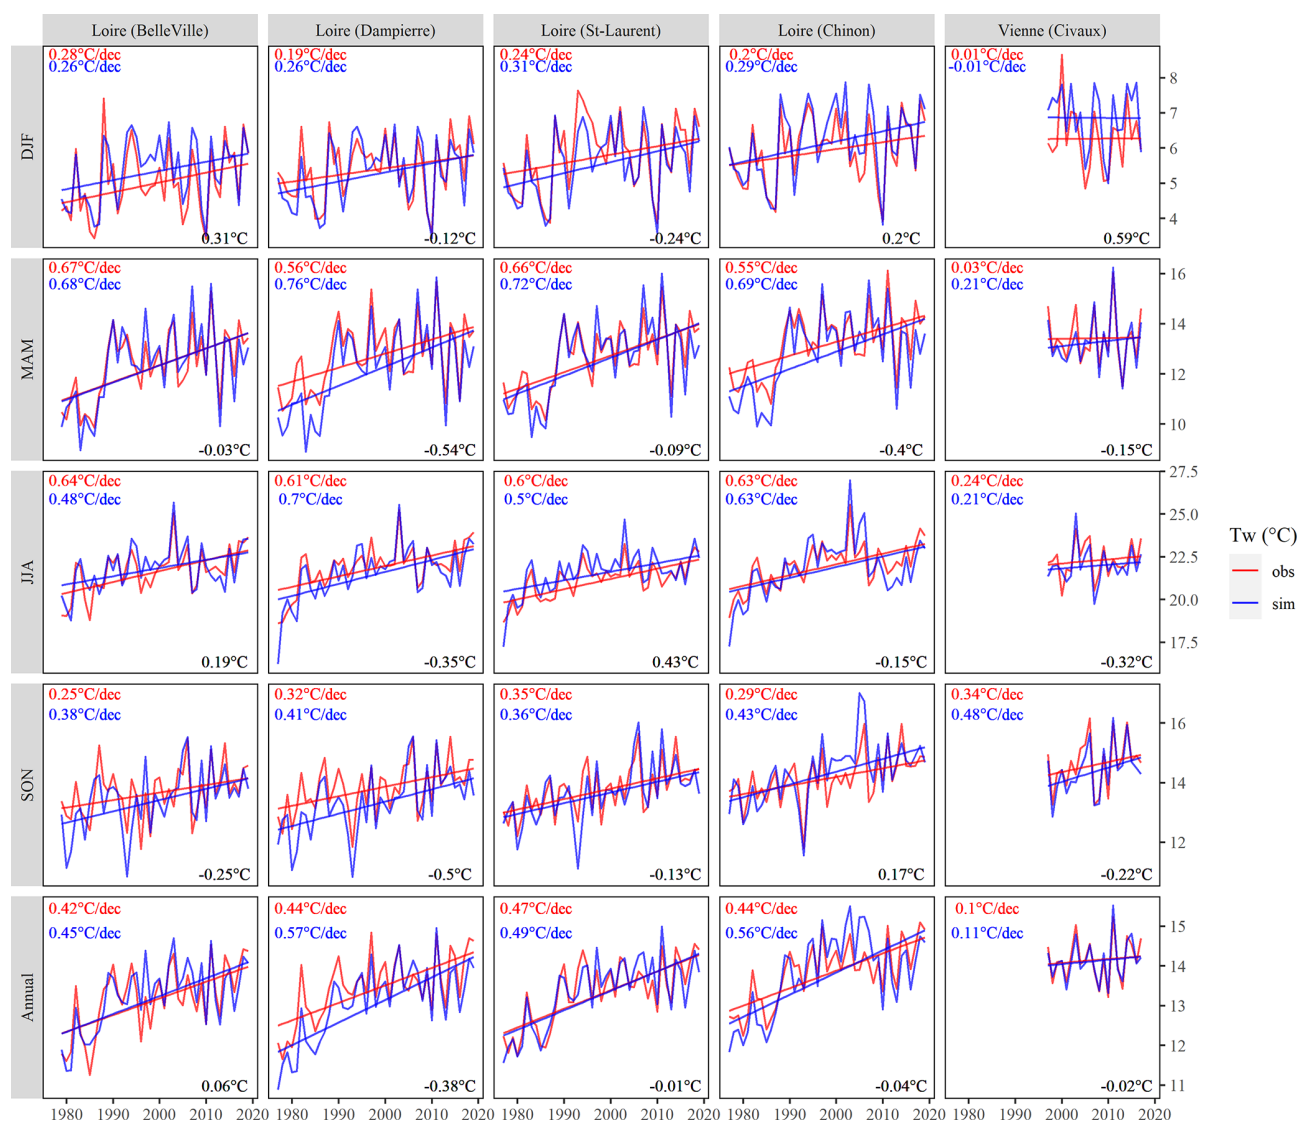 Loire (BelleVille) Loire (Dampierre) Loire (St-Laurent) Loire (Chinon) Vienne (Civaux)
DJF
0.28°C/dec 0.19°C/dec 0.24°C/dec 0.2°C/dec 0.01°C/dec
0.26°C/dec 0.26°C/dec 0.31°C/dec 0.29°C/dec -0.01°C/dec
8
7
6
5
4
0.31°C -0.12°C -0.24°C 0.2°C 0.59°C
MAM
0.67°C/dec 0.56°C/dec 0.66°C/dec 0.55°C/dec 0.03°C/dec
0.68°C/dec 0.76°C/dec 0.72°C/dec 0.69°C/dec 0.21°C/dec
16
14
12
10
-0.03°C -0.54°C -0.09°C -0.4°C -0.15°C
JJA
0.64°C/dec 0.61°C/dec 0.6°C/dec 0.63°C/dec 0.24°C/dec
0.48°C/dec 0.7°C/dec 0.5°C/dec 0.63°C/dec 0.21°C/dec
27.5
25.0
22.5
20.0
17.5
0.19°C -0.35°C 0.43°C -0.15°C -0.32°C
SON
0.25°C/dec 0.32°C/dec 0.35°C/dec 0.29°C/dec 0.34°C/dec
0.38°C/dec 0.41°C/dec 0.36°C/dec 0.43°C/dec 0.48°C/dec
16
14
12
-0.25°C -0.5°C -0.13°C 0.17°C -0.22°C
Annual
0.42°C/dec 0.44°C/dec 0.47°C/dec 0.44°C/dec 0.1°C/dec
0.45°C/dec 0.57°C/dec 0.49°C/dec 0.56°C/dec 0.11°C/dec
15
14
13
12
11
0.06°C -0.38°C -0.01°C -0.04°C -0.02°C
1980 1990 2000 2010 2020 1980 1990 2000 2010 2020 1980 1990 2000 2010 2020 1980 1990 2000 2010 2020 1980 1990 2000 2010 2020
Tw (°C)
obs
sim